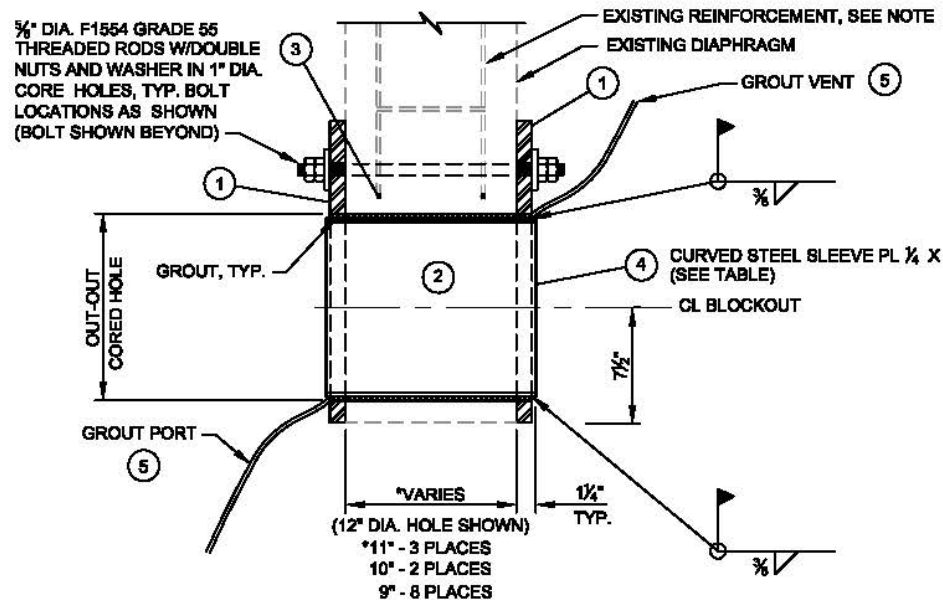 ⅝" DIA. F1554 GRADE 55
THREADED RODS W/DOUBLE
NUTS AND WASHER IN 1" DIA.
CORE HOLES, TYP. BOLT
LOCATIONS AS SHOWN
(BOLT SHOWN BEYOND)
3
EXISTING REINFORCEMENT, SEE NOTE
EXISTING DIAPHRAGM
1
GROUT VENT
5
1
⅜
GROUT, TYP.
2
4
CURVED STEEL SLEEVE PL ¼ X
(SEE TABLE)
CL BLOCKOUT
OUT-OUT
CORED HOLE
7½"
GROUT PORT
5
*VARIES
1¼"
TYP.
(12" DIA. HOLE SHOWN)
*11" - 3 PLACES
10" - 2 PLACES
9" - 8 PLACES
⅜